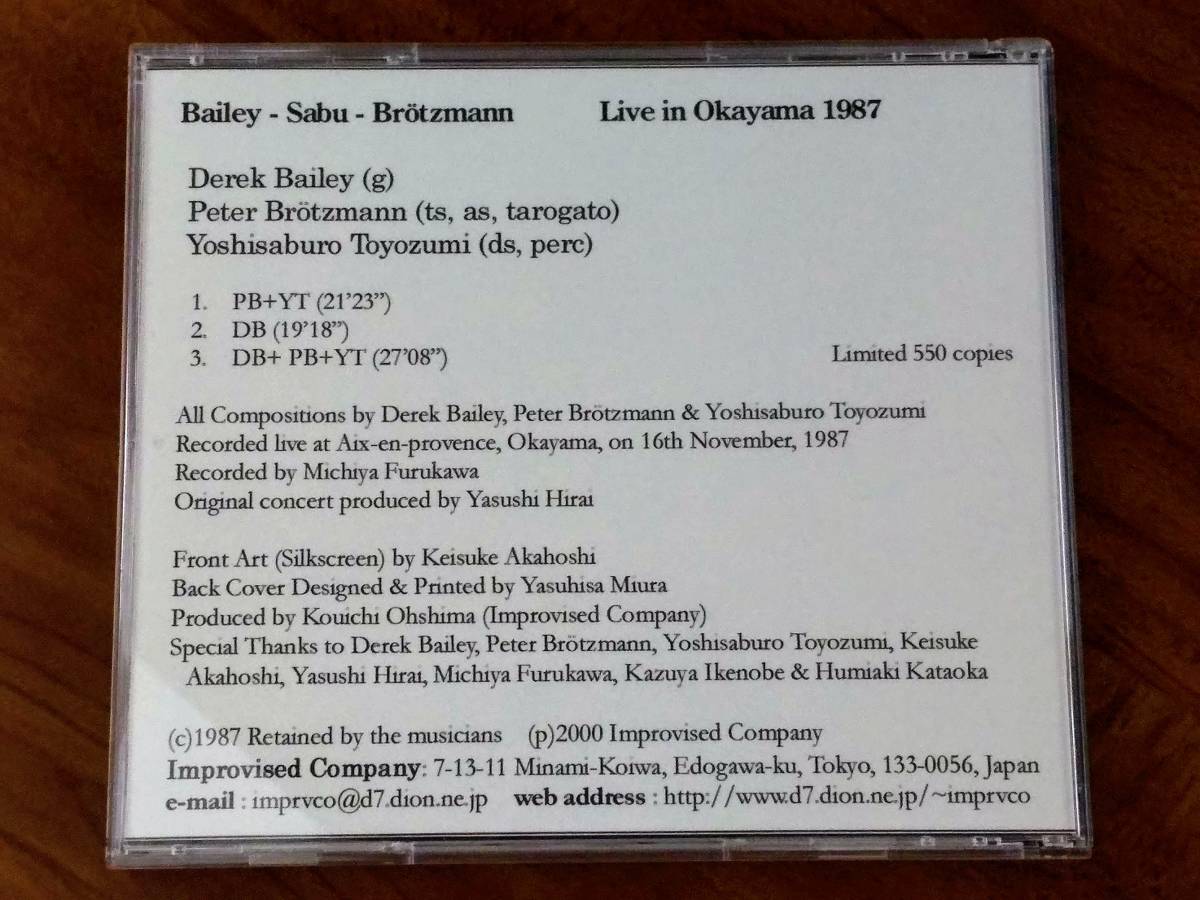 Bailey - Sabu - Brötzmann Live in Okayama 1987
Derek Bailey (g)
Peter Brötzmann (ts, as, tarogato)
Yoshisaburo Toyozumi (ds, perc)
1. PB+YT (21’23”)
2. DB (19’18”)
3. DB+ PB+YT (27’08”)
Limited 550 copies
All Compositions by Derek Bailey, Peter Brötzmann & Yoshisaburo Toyozumi
Recorded live at Aix-en-provence, Okayama, on 16th November, 1987
Recorded by Michiya Furukawa
Original concert produced by Yasushi Hirai
Front Art (Silkscreen) by Keisuke Akahoshi
Back Cover Designed & Printed by Yasuhisa Miura
Produced by Kouichi Ohshima (Improvised Company)
Special Thanks to Derek Bailey, Peter Brötzmann, Yoshisaburo Toyozumi, Keisuke
Akahoshi, Yasushi Hirai, Michiya Furukawa, Kazuya Ikenobe & Humiaki Kataoka
(c)1987 Retained by the musicians (p)2000 Improvised Company
Improvised Company: 7-13-11 Minami-Koiwa, Edogawa-ku, Tokyo, 133-0056, Japan
e-mail : imprvco@d7.dion.ne.jp web address : http://www.d7.dion.ne.jp/~imprvco